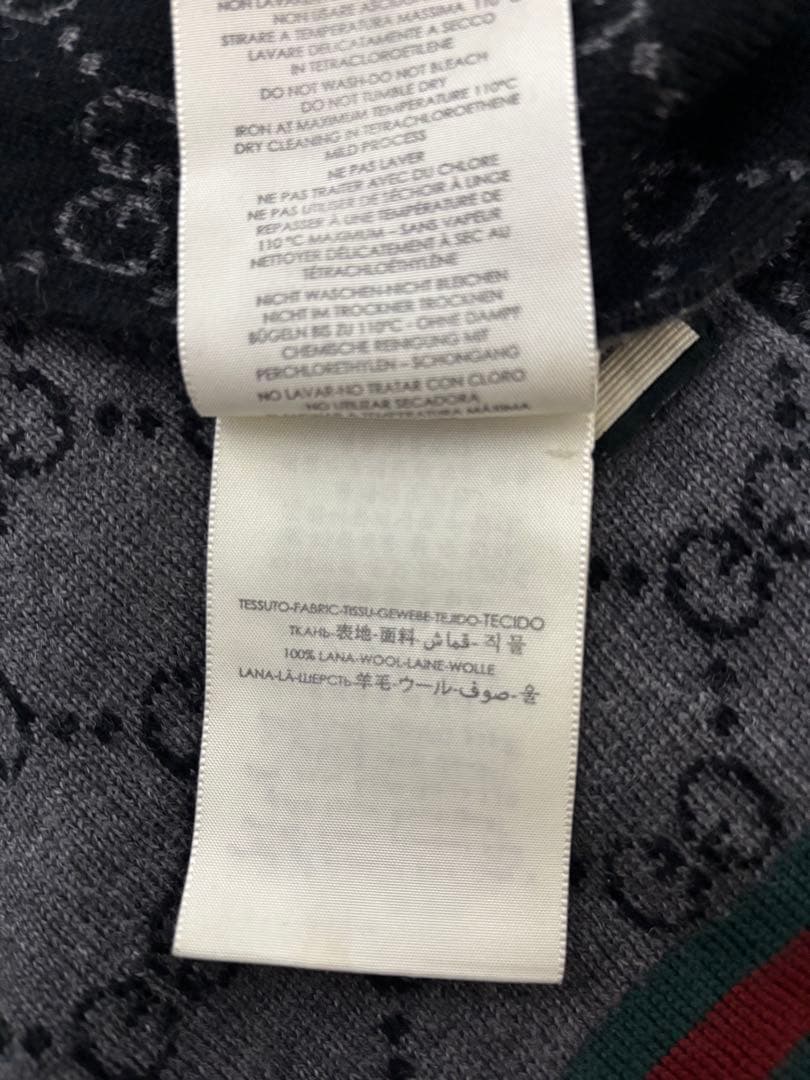 NON USARE
STIRARE A TEMPERATURA MASSIMA 110°C
LAVARE DELICATAMENTE A SECCO
IN TETRACLOROETILENE
DO NOT WASH-DO NOT BLEACH
DO NOT TUMBLE DRY
IRON AT MAXIMUM TEMPERATURE 110°C
DRY CLEANING IN TETRACHLOROETHENE
MILD PROCESS
NE PAS LAVER
NE PAS TRAITER AVEC DU CHLORE
NE PAS UTILISER DE SÉCHOIR À LINGE
REPASSER À UNE TEMPÉRATURE DE
110 °C MAXIMUM - SANS VAPEUR
NETTOYER DÉLICATEMENT À SEC AU
TÉTRACHLOÉTHYLÈNE
NICHT WASCHEN-NICHT BLEICHEN
NICHT IM TROCKNER TROCKNEN
BÜGELN BIS ZU 110°C - OHNE DAMPF
CHEMISCHE REINIGUNG MIT
PERCHLORETHYLEN - SCHONGANG
NO LAVAR-NO TRATAR CON CLORO
NO UTILIZAR SECADORA
TEMPERATURA MÁXIMA
TESSUTO-FABRIC-TISSU-GEWEBE-TEJIDO-TECIDO
ТКАНЬ-表地-面料-قماش-직물
100% LANA-WOOL-LAINE-WOLLE
LANA-LÃ-ШЕРСТЬ-羊毛-ウール-صوف-울